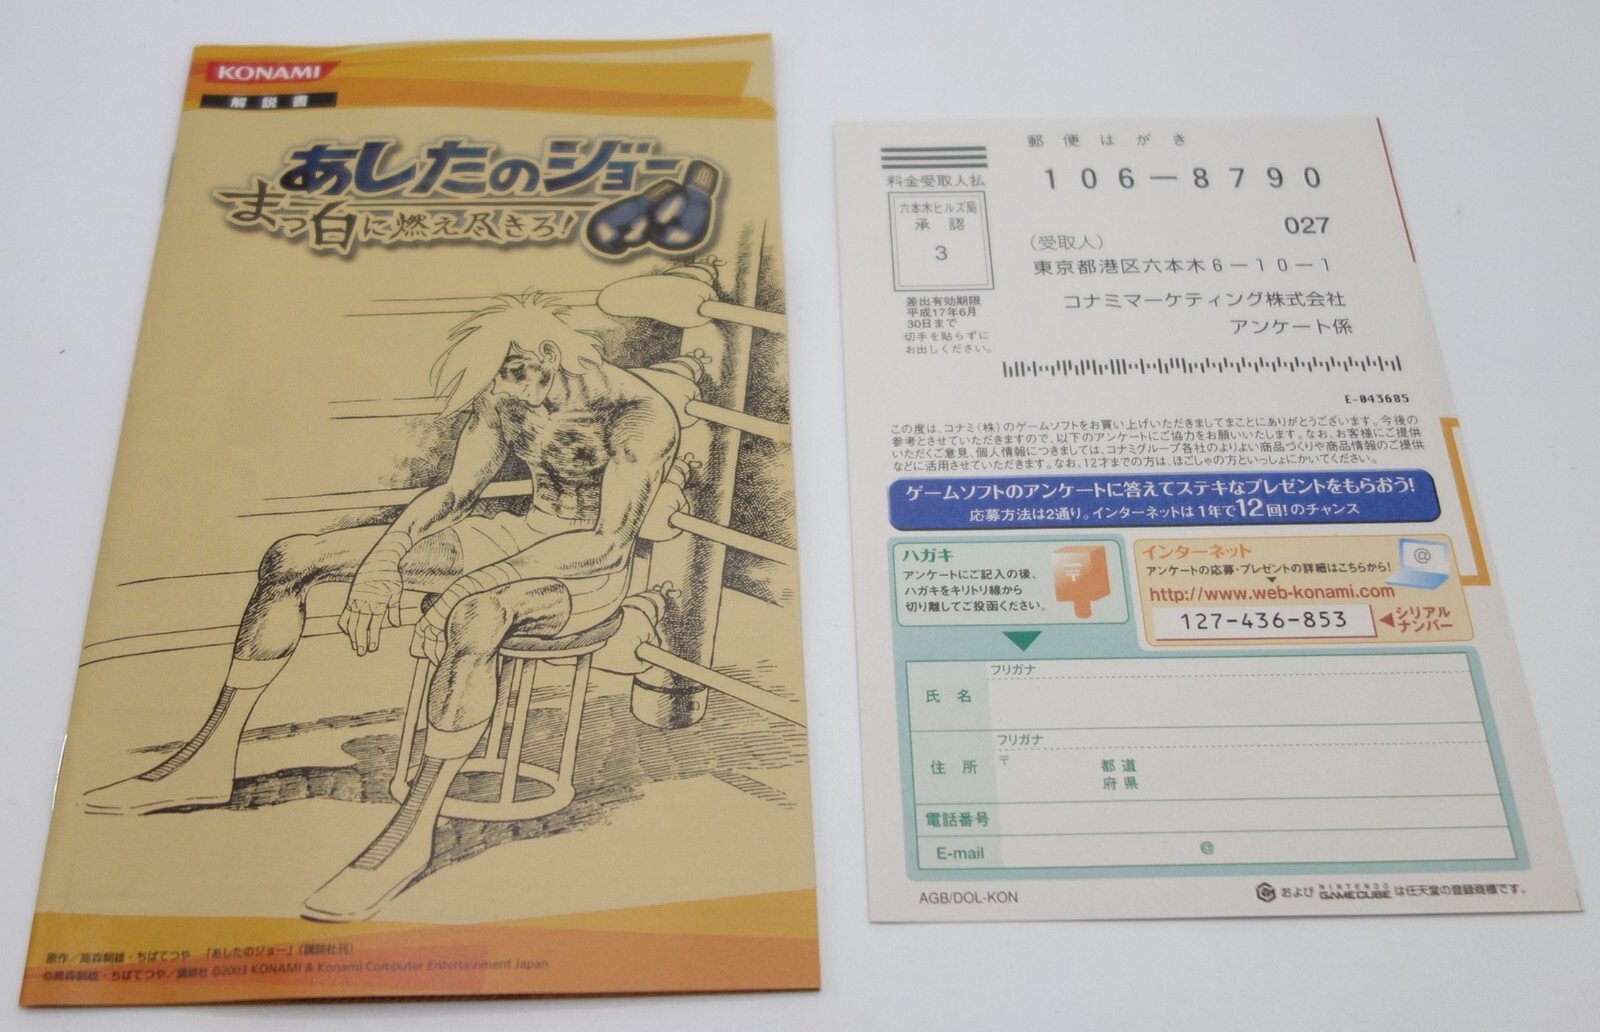 KONAMI
解説書
あしたのジョー
まっ白に燃え尽きろ!
原作/高森朝雄・ちばてつや 「あしたのジョー」(講談社刊)
©高森朝雄・ちばてつや/講談社 ©2003 KONAMI & Konami Computer Entertainment Japan
郵便はがき
料金受取人払
106-8790
六本木ヒルズ局
承認
3
027
(受取人)
東京都港区六本木6-10-1
コナミマーケティング株式会社
アンケート係
差出有効期限
平成17年6月
30日まで
切手を貼らずに
お出しください。
E-043685
この度は、コナミ(株)のゲームソフトをお買い上げいただきましてまことにありがとうございます。今後の
参考とさせていただきますので、以下のアンケートにご協力をお願いいたします。なお、お客様にご提供
いただくご意見、個人情報につきましては、コナミグループ各社のよりよい商品づくりや商品情報のご提供
などに活用させていただきます。なお、12才までの方は、ほごしゃの方といっしょにかいてください。
ゲームソフトのアンケートに答えてステキなプレゼントをもらおう!
応募方法は2通り。インターネットは1年で12回!のチャンス
ハガキ
アンケートにご記入の後、
ハガキをキリトリ線から
切り離してご投函ください。
〒
インターネット
アンケートの応募・プレゼントの詳細はこちらから!
@
http://www.web-konami.com
127-436-853
シリアル
ナンバー
フリガナ
氏名
フリガナ
住所
〒
都道
府県
電話番号
E-mail @
AGB/DOL-KON
および NINTENDO GAMECUBE は任天堂の登録商標です。